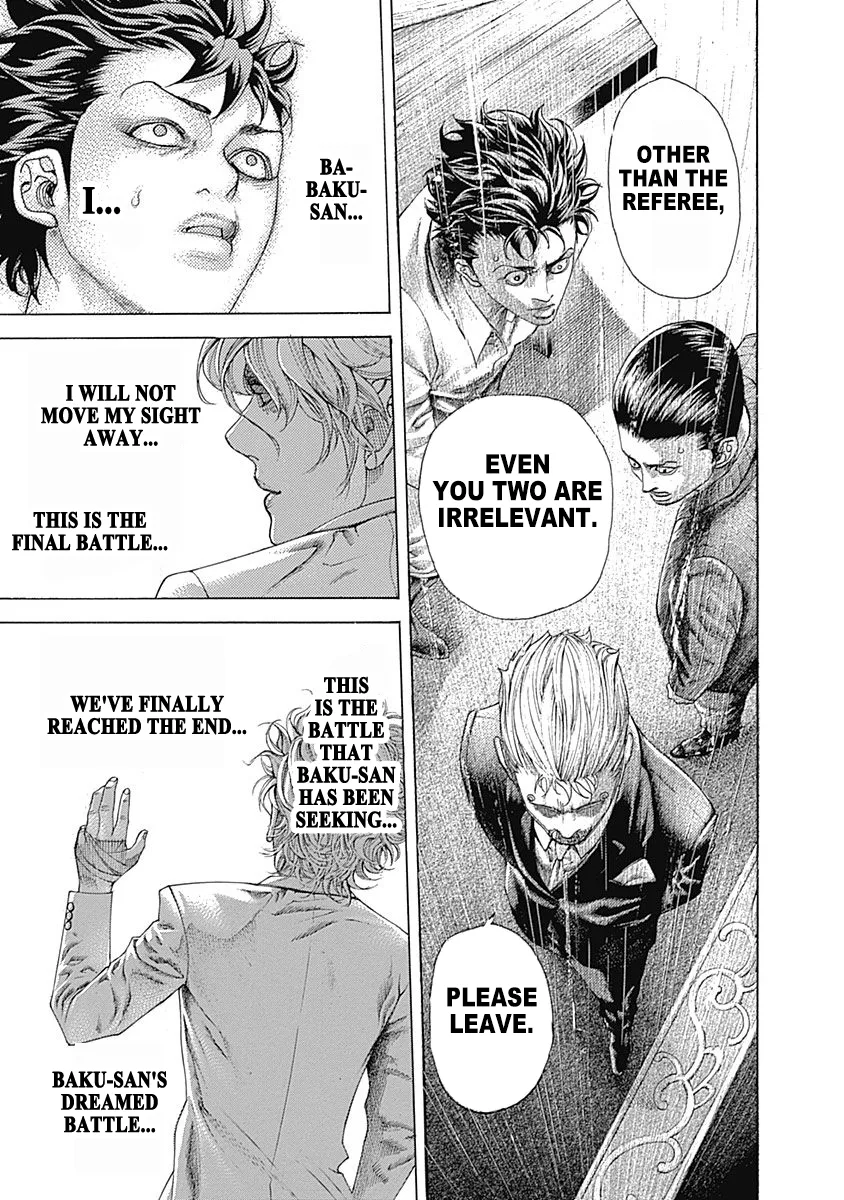 OTHER
THAN THE
REFEREE,
EVEN
YOU TWO ARE
IRRELEVANT.
PLEASE
LEAVE.
BA-
BAKU-
SAN...
I...
I WILL NOT
MOVE MY SIGHT
AWAY...
THIS IS THE
FINAL BATTLE...
THIS
IS THE
BATTLE
THAT
BAKU-SAN
HAS BEEN
SEEKING...
WE'VE FINALLY
REACHED THE END...
BAKU-SAN'S
DREAMED
BATTLE...